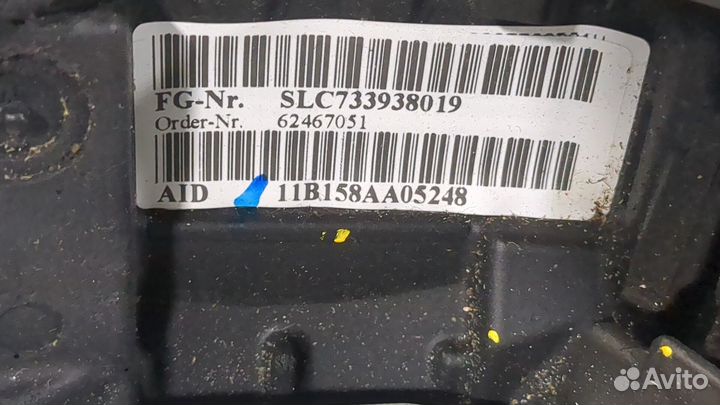 FG-Nr. SLC733938019
Order-Nr. 62467051
AID 11B158AA05248
Avito